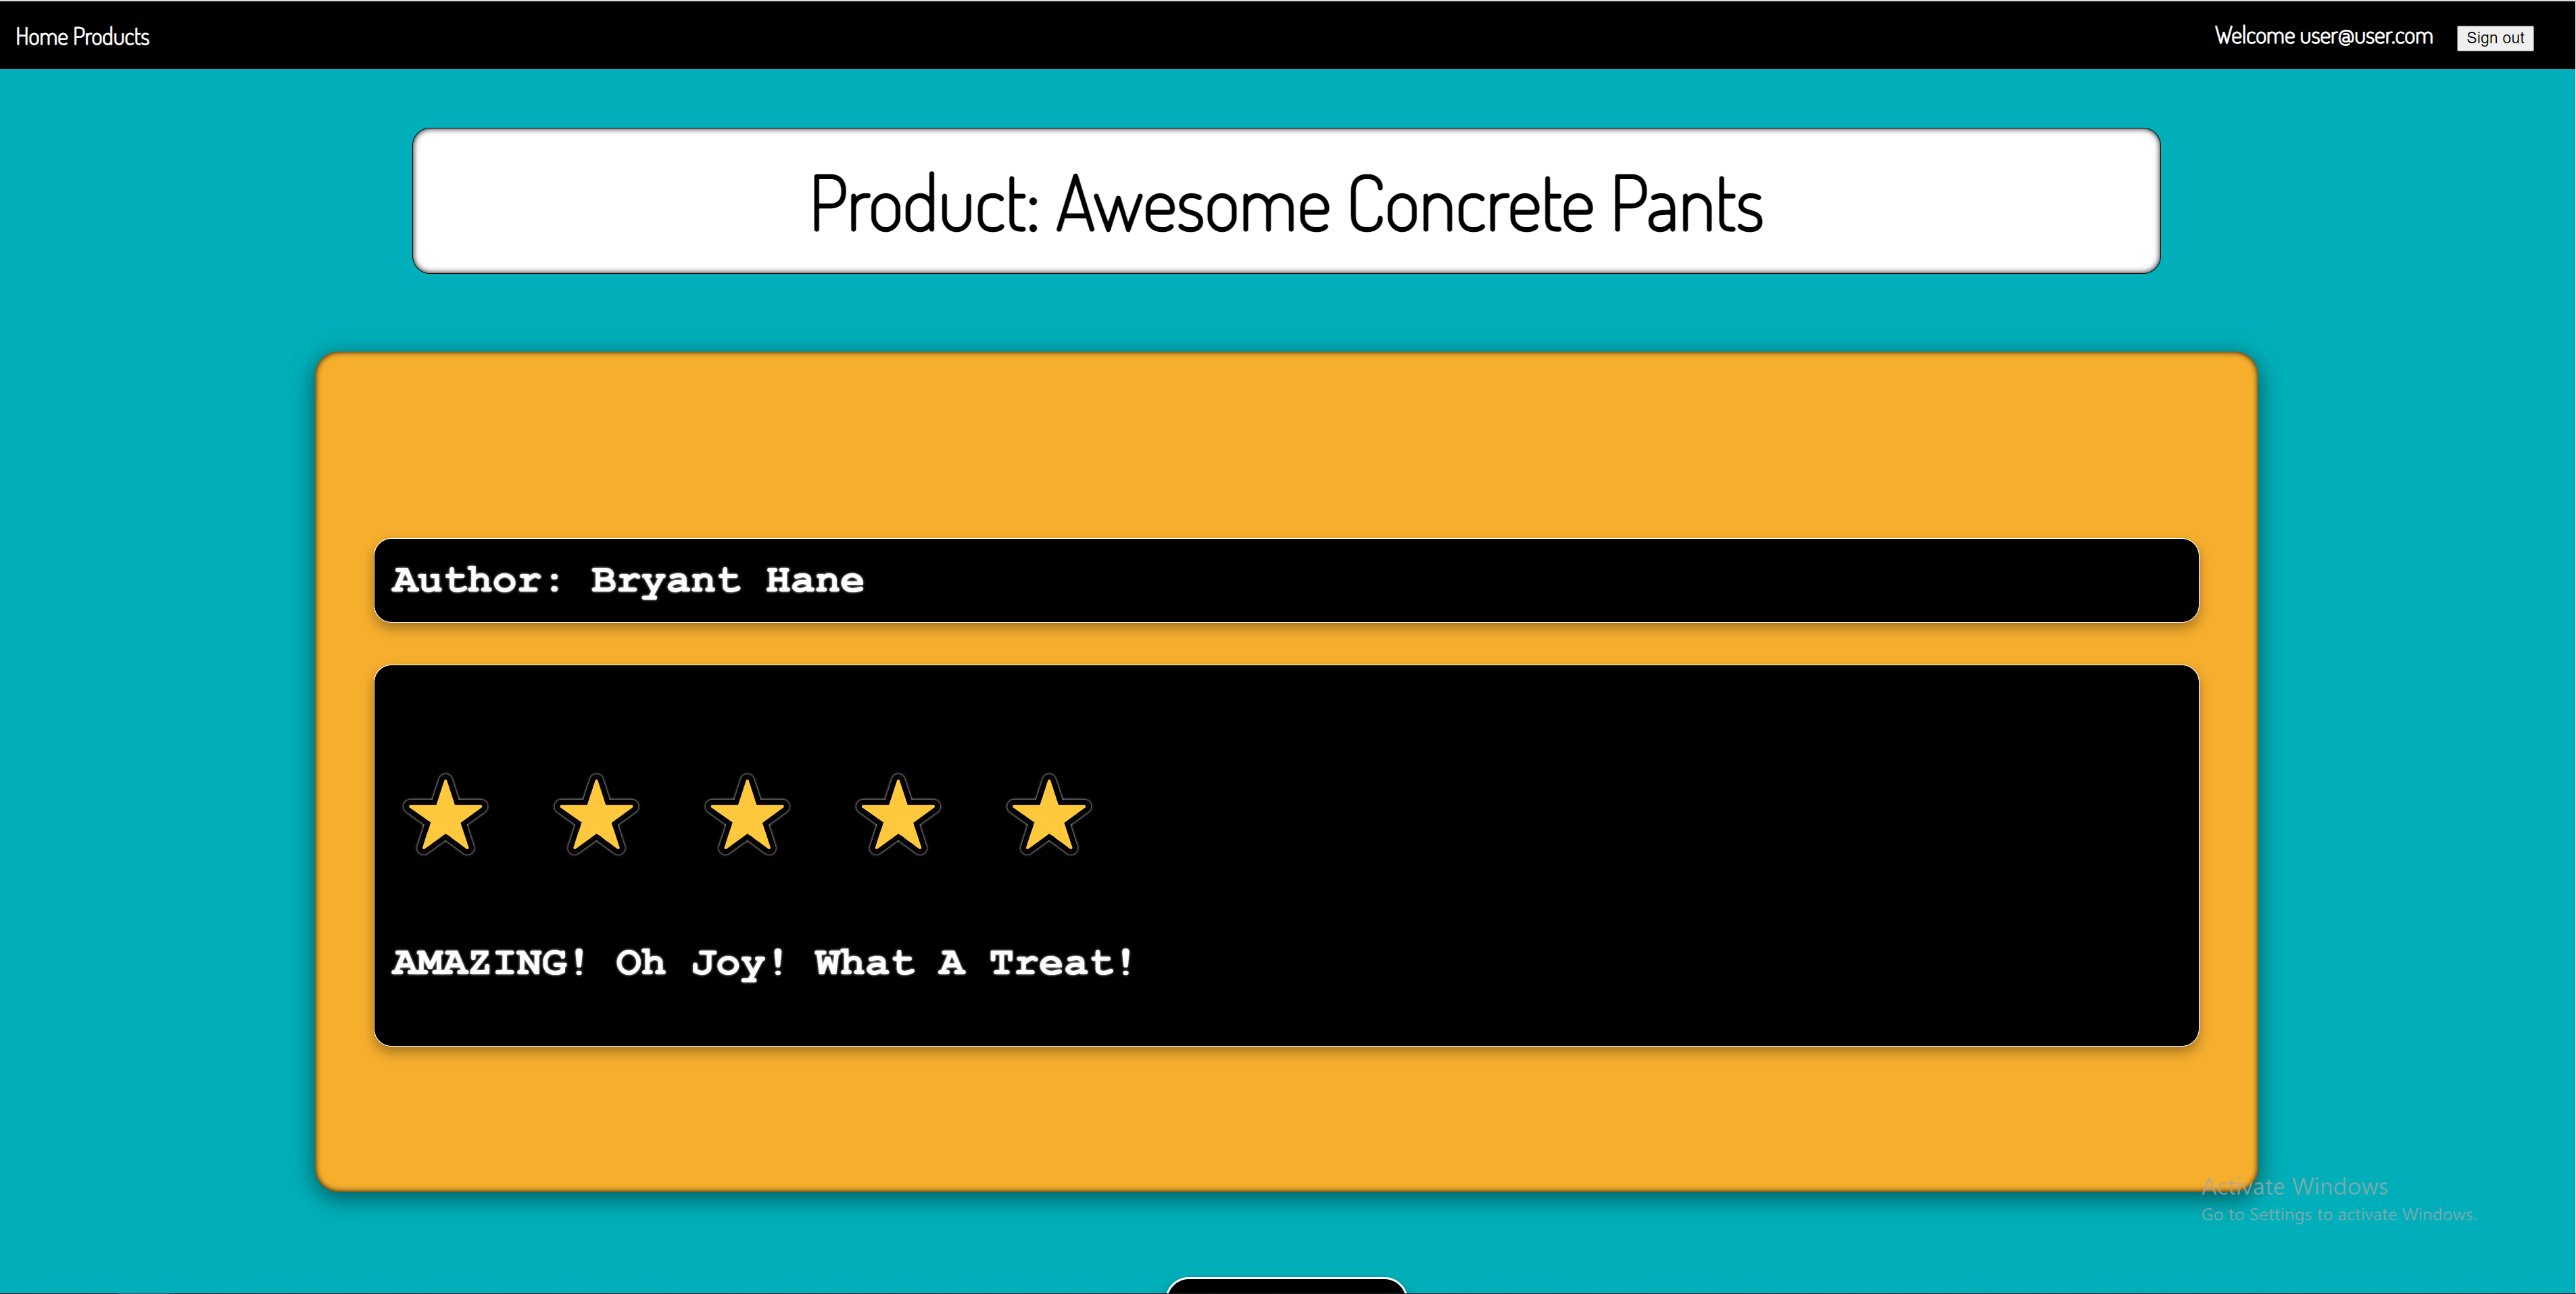 Home Products
Welcome user@user.com Sign out
Product: Awesome Concrete Pants
Author: Bryant Hane
AMAZING! Oh Joy! What A Treat!
Activate Windows
Go to Settings to activate Windows.